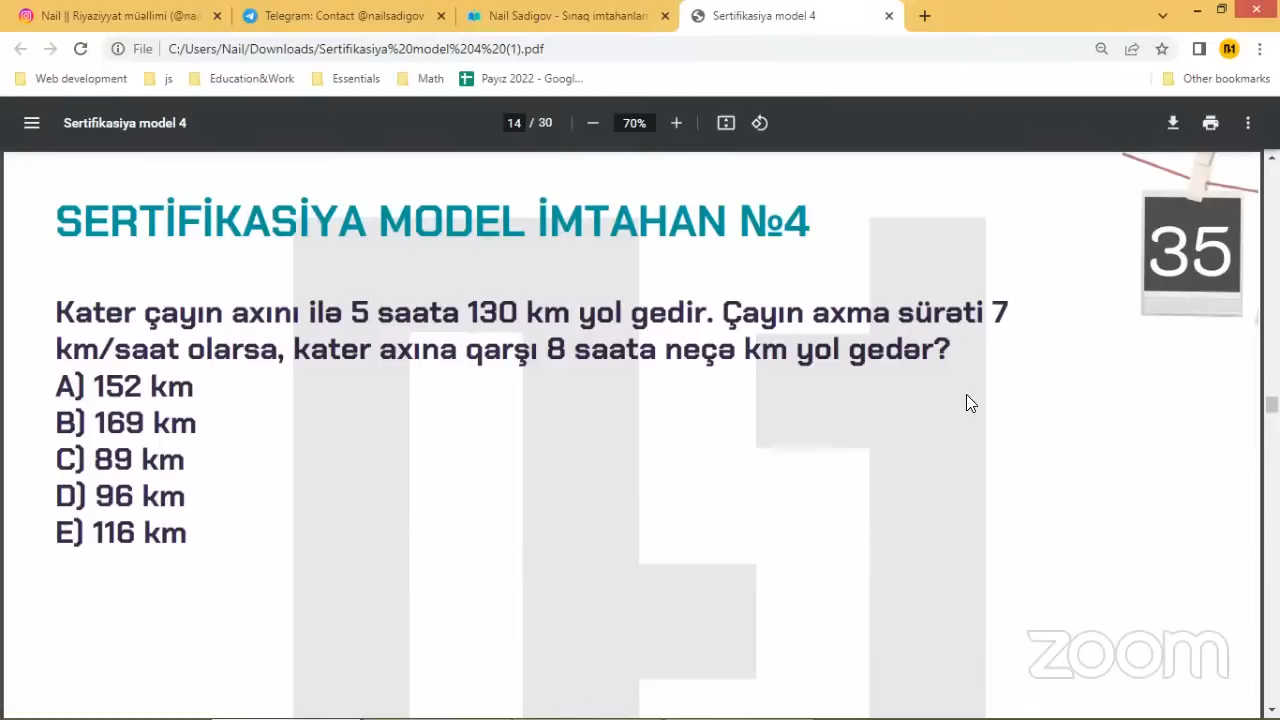 Nail || Riyaziyyat müəllimi (@nai
Telegram: Contact @nailsadigov
Nail Sadigov - Sınaq imtahanları
Sertifikasiya model 4
File
C:/Users/Nail/Downloads/Sertifikasiya%20model%204%20(1).pdf
Web development
js
Education&Work
Essentials
Math
Payız 2022 - Googl...
Other bookmarks
Sertifikasiya model 4
14 / 30
70%
SERTİFİKASİYA MODEL İMTAHAN №4
35
Kater çayın axını ilə 5 saata 130 km yol gedir. Çayın axma sürəti 7
km/saat olarsa, kater axına qarşı 8 saata neçə km yol gedər?
A) 152 km
B) 169 km
C) 89 km
D) 96 km
E) 116 km
zoom